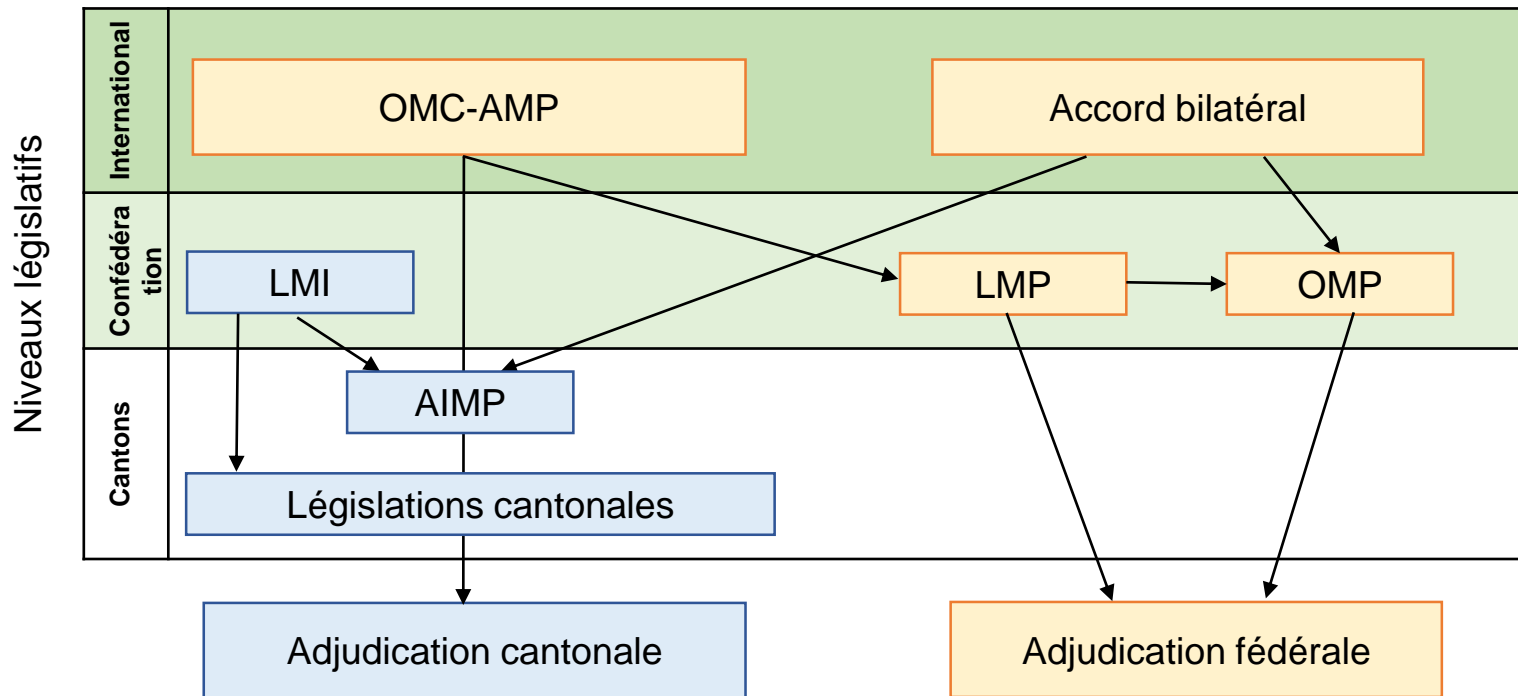 Niveaux législatifs
International
OMC-AMP
Accord bilatéral
Confédéra
tion
LMI
LMP
OMP
Cantons
AIMP
Législations cantonales
Adjudication cantonale
Adjudication fédérale